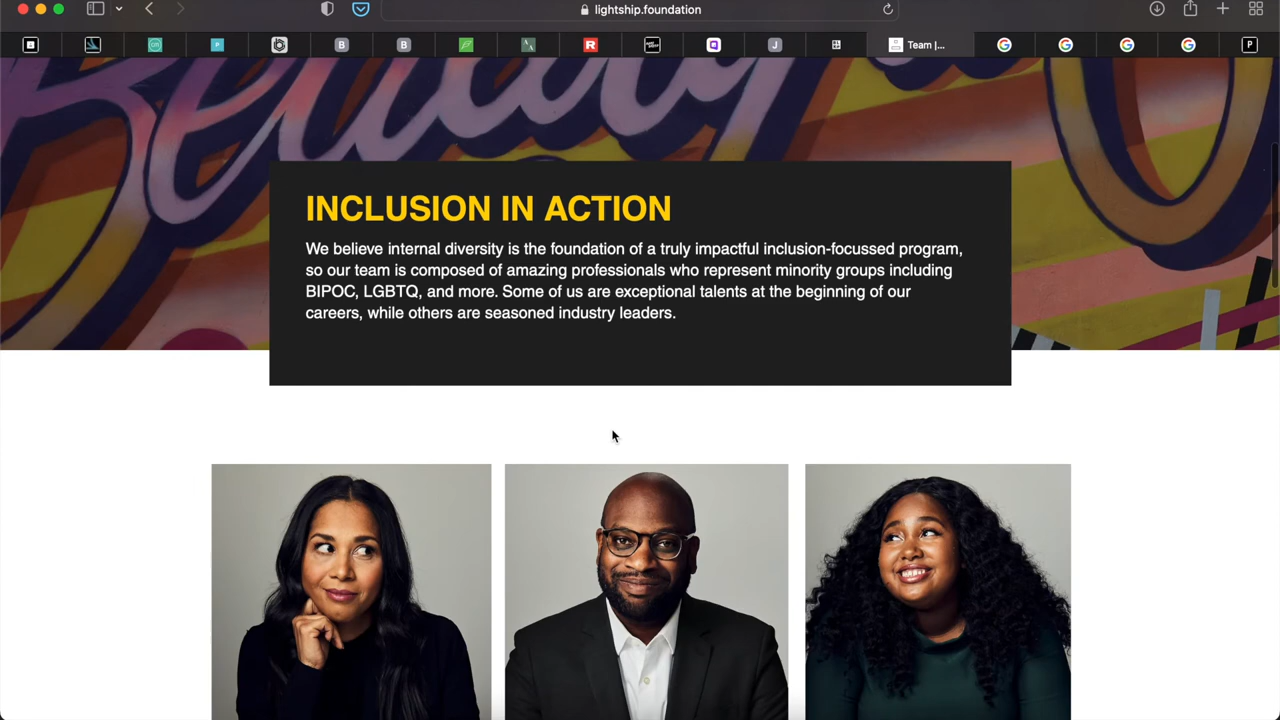 lightship.foundation
Team |...
Beauty
INCLUSION IN ACTION
We believe internal diversity is the foundation of a truly impactful inclusion-focussed program,
so our team is composed of amazing professionals who represent minority groups including
BIPOC, LGBTQ, and more. Some of us are exceptional talents at the beginning of our
careers, while others are seasoned industry leaders.